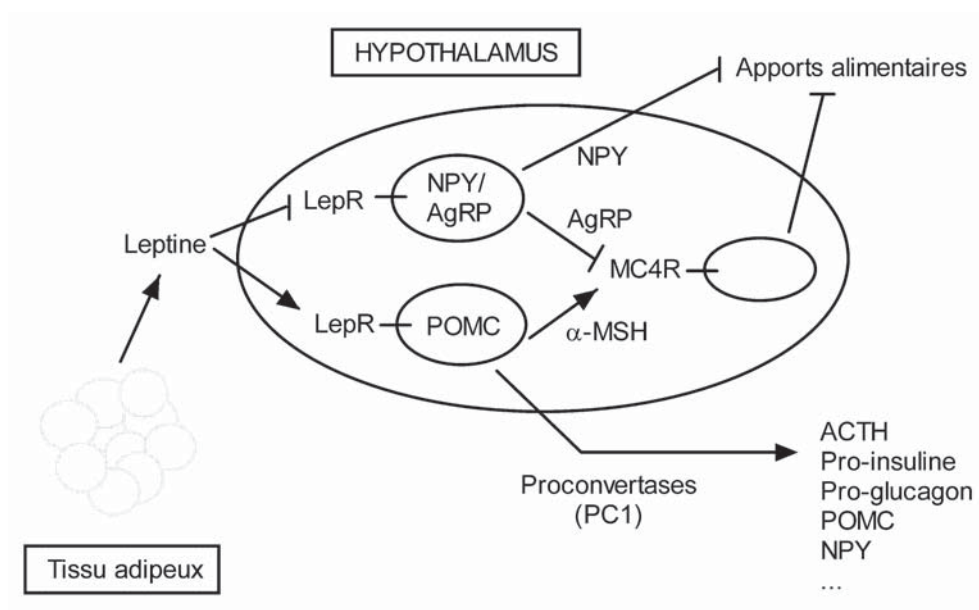 HYPOTHALAMUS
Apports alimentaires
NPY
LepR
NPY/
AgRP
AgRP
Leptine
MC4R
LepR
POMC
α-MSH
ACTH
Pro-insuline
Pro-glucagon
POMC
NPY
...
Proconvertases
(PC1)
Tissu adipeux